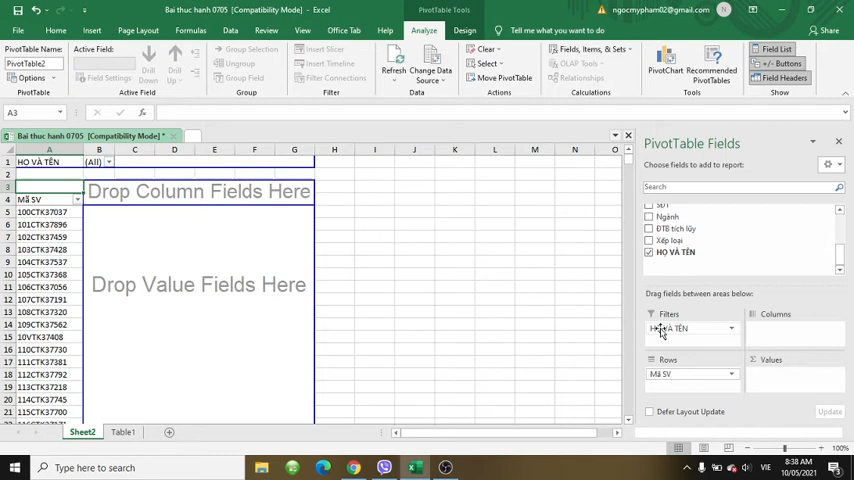 Bai thuc hanh 0705 [Compatibility Mode] - Excel
PivotTable Tools
ngocmypham02@gmail.com
File Home Insert Page Layout Formulas Data Review View Developer Help Office Tab Analyze Design Tell me what you want to do Share
PivotTable Name:
PivotTable2
Options
PivotTable
Active Field:
Field Settings
Drill Down
Drill Up
Active Field
Group Selection
Ungroup
Group Field
Group
Insert Slicer
Insert Timeline
Filter Connections
Filter
Refresh
Change Data Source
Data
Clear
Select
Move PivotTable
Actions
Fields, Items, & Sets
OLAP Tools
Relationships
Calculations
PivotChart
Recommended PivotTables
Tools
Field List
+/- Buttons
Field Headers
Show
A3
Bai thuc hanh 0705 [Compatibility Mode] *
A B C D E F G H I J K L M N O
1 HỌ VÀ TÊN (All)
2
3 Drop Column Fields Here
4 Mã SV
5 100CTK37037
6 101CTK37896
7 102CTK37459
8 103CTK37428
9 104CTK37537
10 105CTK37368
11 106CTK37056
12 107CTK37191
13 108CTK37320
14 109CTK37562
15 10VTK37408
16 110CTK37730
17 111CTK37381
18 112CTK37792
19 113CTK37218
20 114CTK37745
21 115CTK37700
Drop Value Fields Here
PivotTable Fields
Choose fields to add to report:
Search
SĐT
Ngành
ĐTB tích lũy
Xếp loại
HỌ VÀ TÊN
Drag fields between areas below:
Filters
Columns
HỌ VÀ TÊN
Rows
Values
Mã SV
Defer Layout Update
Update
Sheet2 Table1
100%
Type here to search
VIE
8:38 AM
10/05/2021